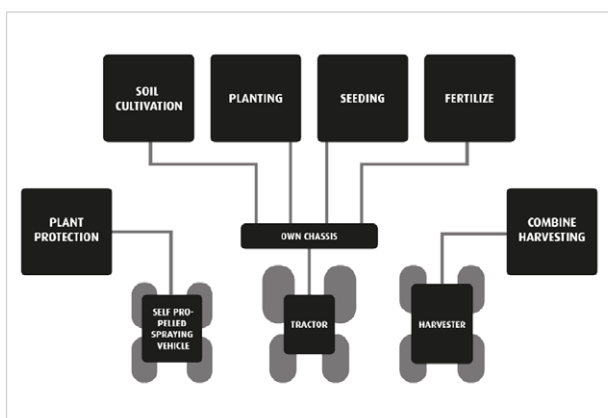 SOIL
CULTIVATION
PLANTING
SEEDING
FERTILIZE
PLANT
PROTECTION
OWN CHASSIS
COMBINE
HARVESTING
SELF PRO-
PELLED
SPRAYING
VEHICLE
TRACTOR
HARVESTER